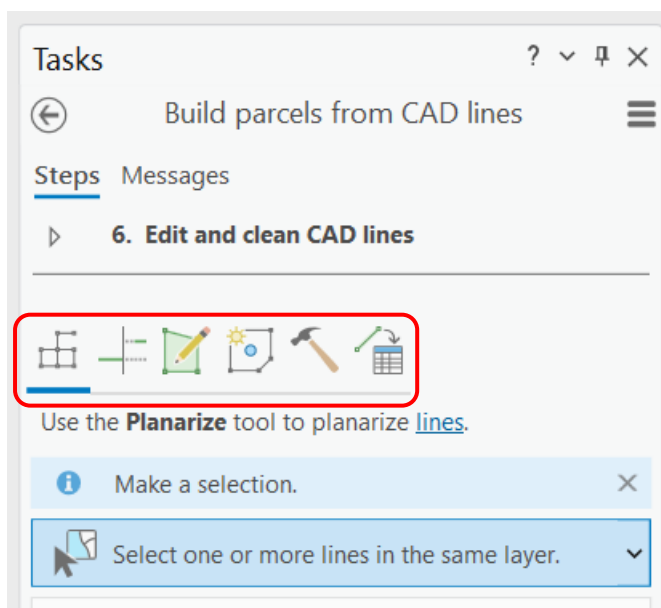 Tasks ?
Build parcels from CAD lines
Steps Messages
6. Edit and clean CAD lines
Use the Planarize tool to planarize lines.
Make a selection.
Select one or more lines in the same layer.